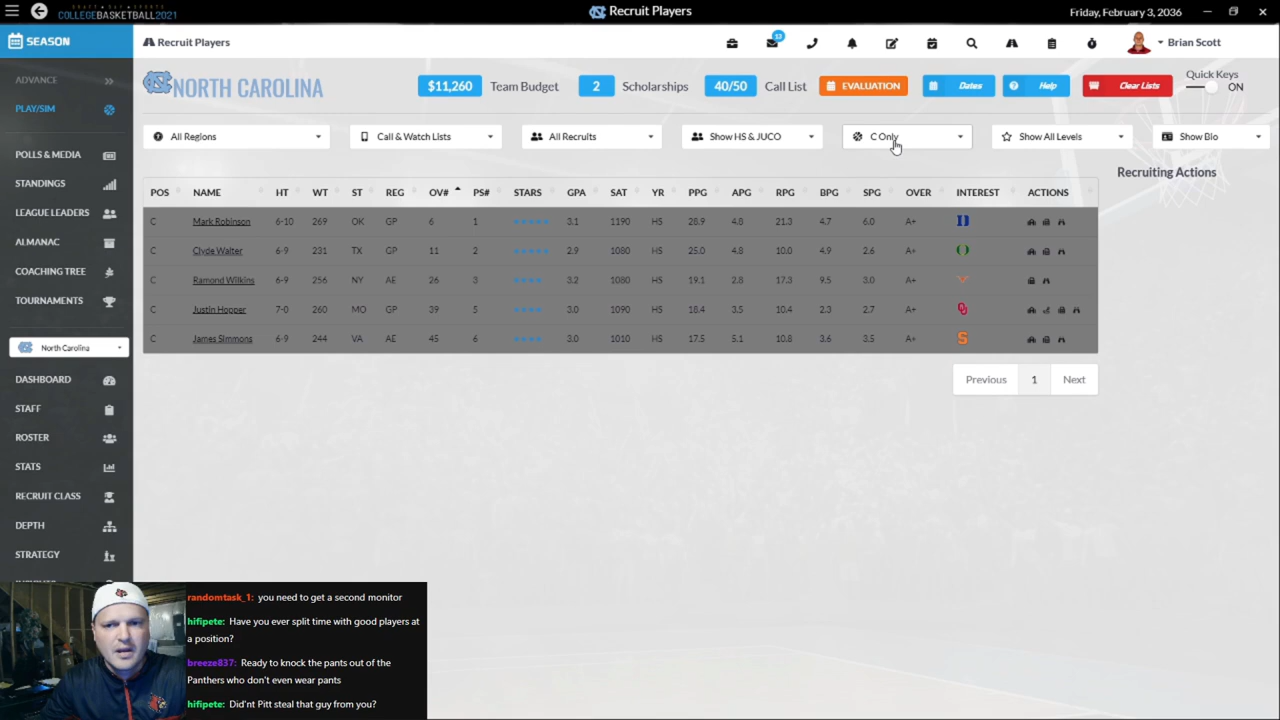 DRAFT DAY SPORTS
COLLEGEBASKETBALL2021
Recruit Players
Friday, February 3, 2036
SEASON
Recruit Players
Brian Scott
ADVANCE
PLAY/SIM
POLLS & MEDIA
STANDINGS
LEAGUE LEADERS
ALMANAC
COACHING TREE
TOURNAMENTS
North Carolina
DASHBOARD
STAFF
ROSTER
STATS
RECRUIT CLASS
DEPTH
STRATEGY
NORTH CAROLINA
$11,260 Team Budget 2 Scholarships 40/50 Call List EVALUATION Dates Help Clear Lists Quick Keys ON
All Regions Call & Watch Lists All Recruits Show HS & JUCO C Only Show All Levels Show Bio
Recruiting Actions
POS NAME HT WT ST REG OV# PS# STARS GPA SAT YR PPG APG RPG BPG SPG OVER INTEREST ACTIONS
C Mark Robinson 6-10 269 OK GP 6 1 3.1 1190 HS 28.9 4.8 21.3 4.7 6.0 A+
C Clyde Walter 6-9 231 TX GP 11 2 2.9 1080 HS 25.0 4.8 10.0 4.9 2.6 A+
C Ramond Wilkins 6-9 256 NY AE 26 3 3.2 1080 HS 19.1 2.8 17.3 9.5 3.0 A+
C Justin Hopper 7-0 260 MO GP 39 5 3.0 1090 HS 18.4 3.5 10.4 2.3 2.7 A+
C James Simmons 6-9 244 VA AE 45 6 3.0 1010 HS 17.5 5.1 10.8 3.6 3.5 A+
Previous 1 Next
randomtask_1: you need to get a second monitor
hifipete: Have you ever split time with good players at
a position?
breeze837: Ready to knock the pants out of the
Panthers who don't even wear pants
hifipete: Did'nt Pitt steal that guy from you?